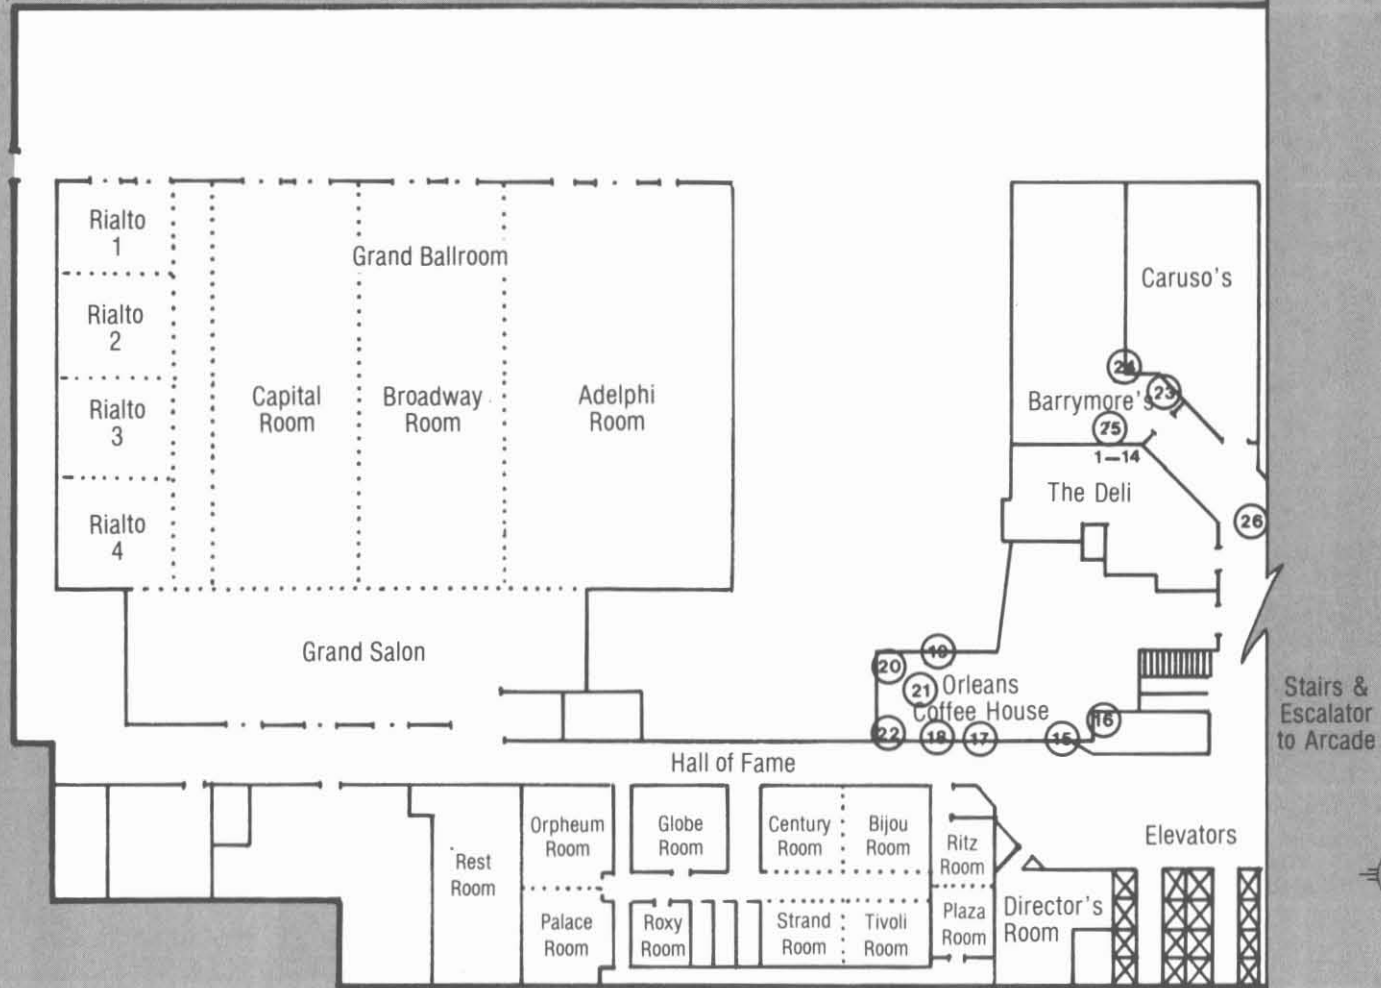 Rialto
1
Grand Ballroom
Caruso's
Rialto
2
24
23
Capital
Room
Broadway
Room
Adelphi
Room
Barrymore's
Rialto
3
25
1—14
The Deli
Rialto
4
26
Grand Salon
19
20
21
Orleans
Coffee House
22
18
17
15
16
Stairs &
Escalator
to Arcade
Hall of Fame
Orpheum
Room
Globe
Room
Century
Room
Bijou
Room
Ritz
Room
Elevators
Rest
Room
Palace
Room
Roxy
Room
Strand
Room
Tivoli
Room
Plaza
Room
Director's
Room